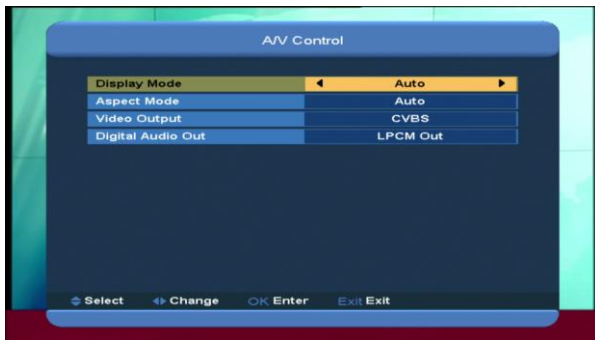 A/V Control
Display Mode Auto
Aspect Mode Auto
Video Output CVBS
Digital Audio Out LPCM Out
Select Change OK Enter Exit Exit